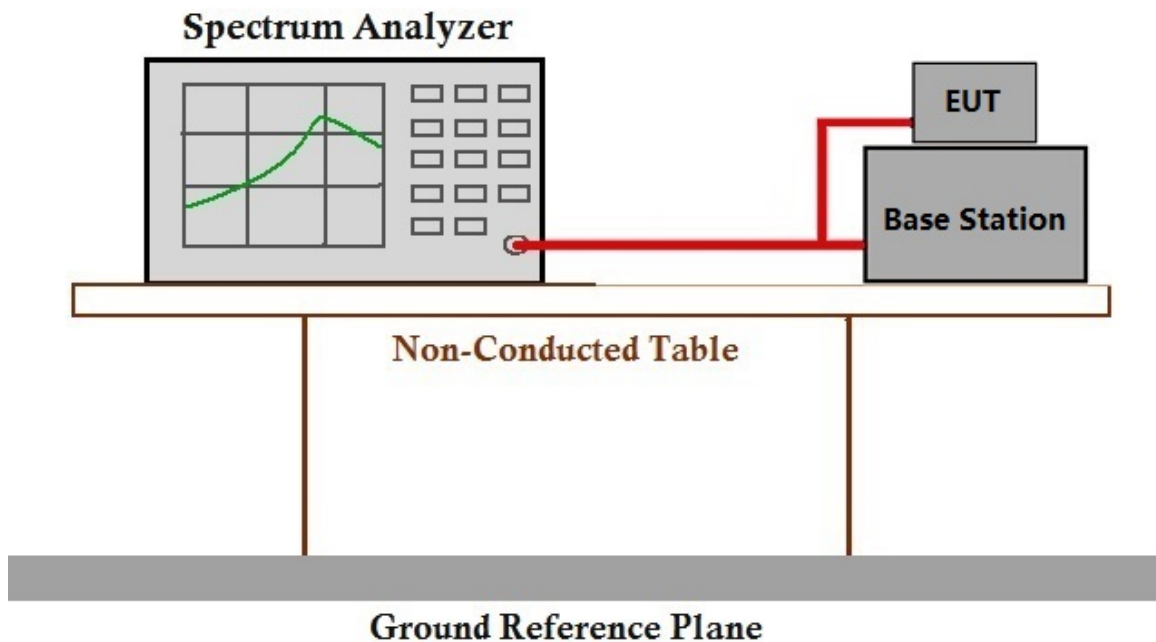 Spectrum Analyzer
EUT
Base Station
Non-Conducted Table
Ground Reference Plane